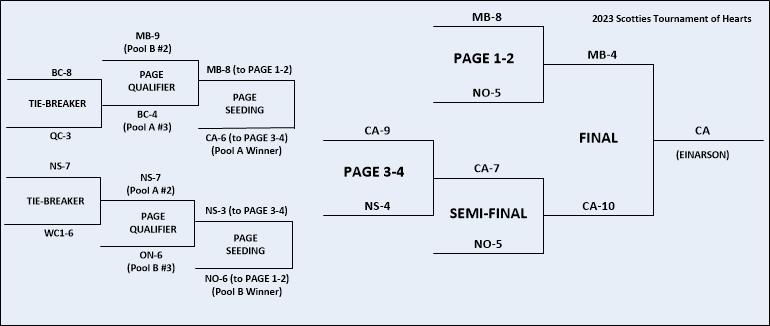 2023 Scotties Tournament of Hearts
MB-9
(Pool B #2)
BC-8
TIE-BREAKER
QC-3
PAGE
QUALIFIER
BC-4
(Pool A #3)
MB-8 (to PAGE 1-2)
PAGE
SEEDING
CA-6 (to PAGE 3-4)
(Pool A Winner)
NS-7
TIE-BREAKER
WC1-6
NS-7
(Pool A #2)
PAGE
QUALIFIER
ON-6
(Pool B #3)
NS-3 (to PAGE 3-4)
PAGE
SEEDING
NO-6 (to PAGE 1-2)
(Pool B Winner)
MB-8
PAGE 1-2
NO-5
CA-9
PAGE 3-4
NS-4
CA-7
SEMI-FINAL
NO-5
MB-4
FINAL
CA-10
CA
(EINARSON)